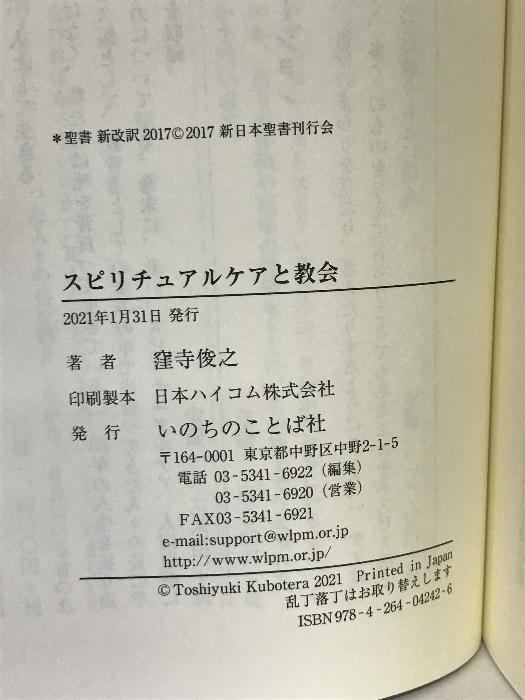 ＊聖書 新改訳2017©2017 新日本聖書刊行会
スピリチュアルケアと教会
2021年1月31日 発行
著 者 窪寺俊之
印刷製本 日本ハイコム株式会社
発 行 いのちのことば社
〒164-0001 東京都中野区中野2-1-5
電話 03-5341-6922（編集）
03-5341-6920（営業）
FAX03-5341-6921
e-mail:support@wlpm.or.jp
http://www.wlpm.or.jp/
© Toshiyuki Kubotera 2021 Printed in Japan
乱丁落丁はお取り替えします
ISBN978-4-264-04242-6